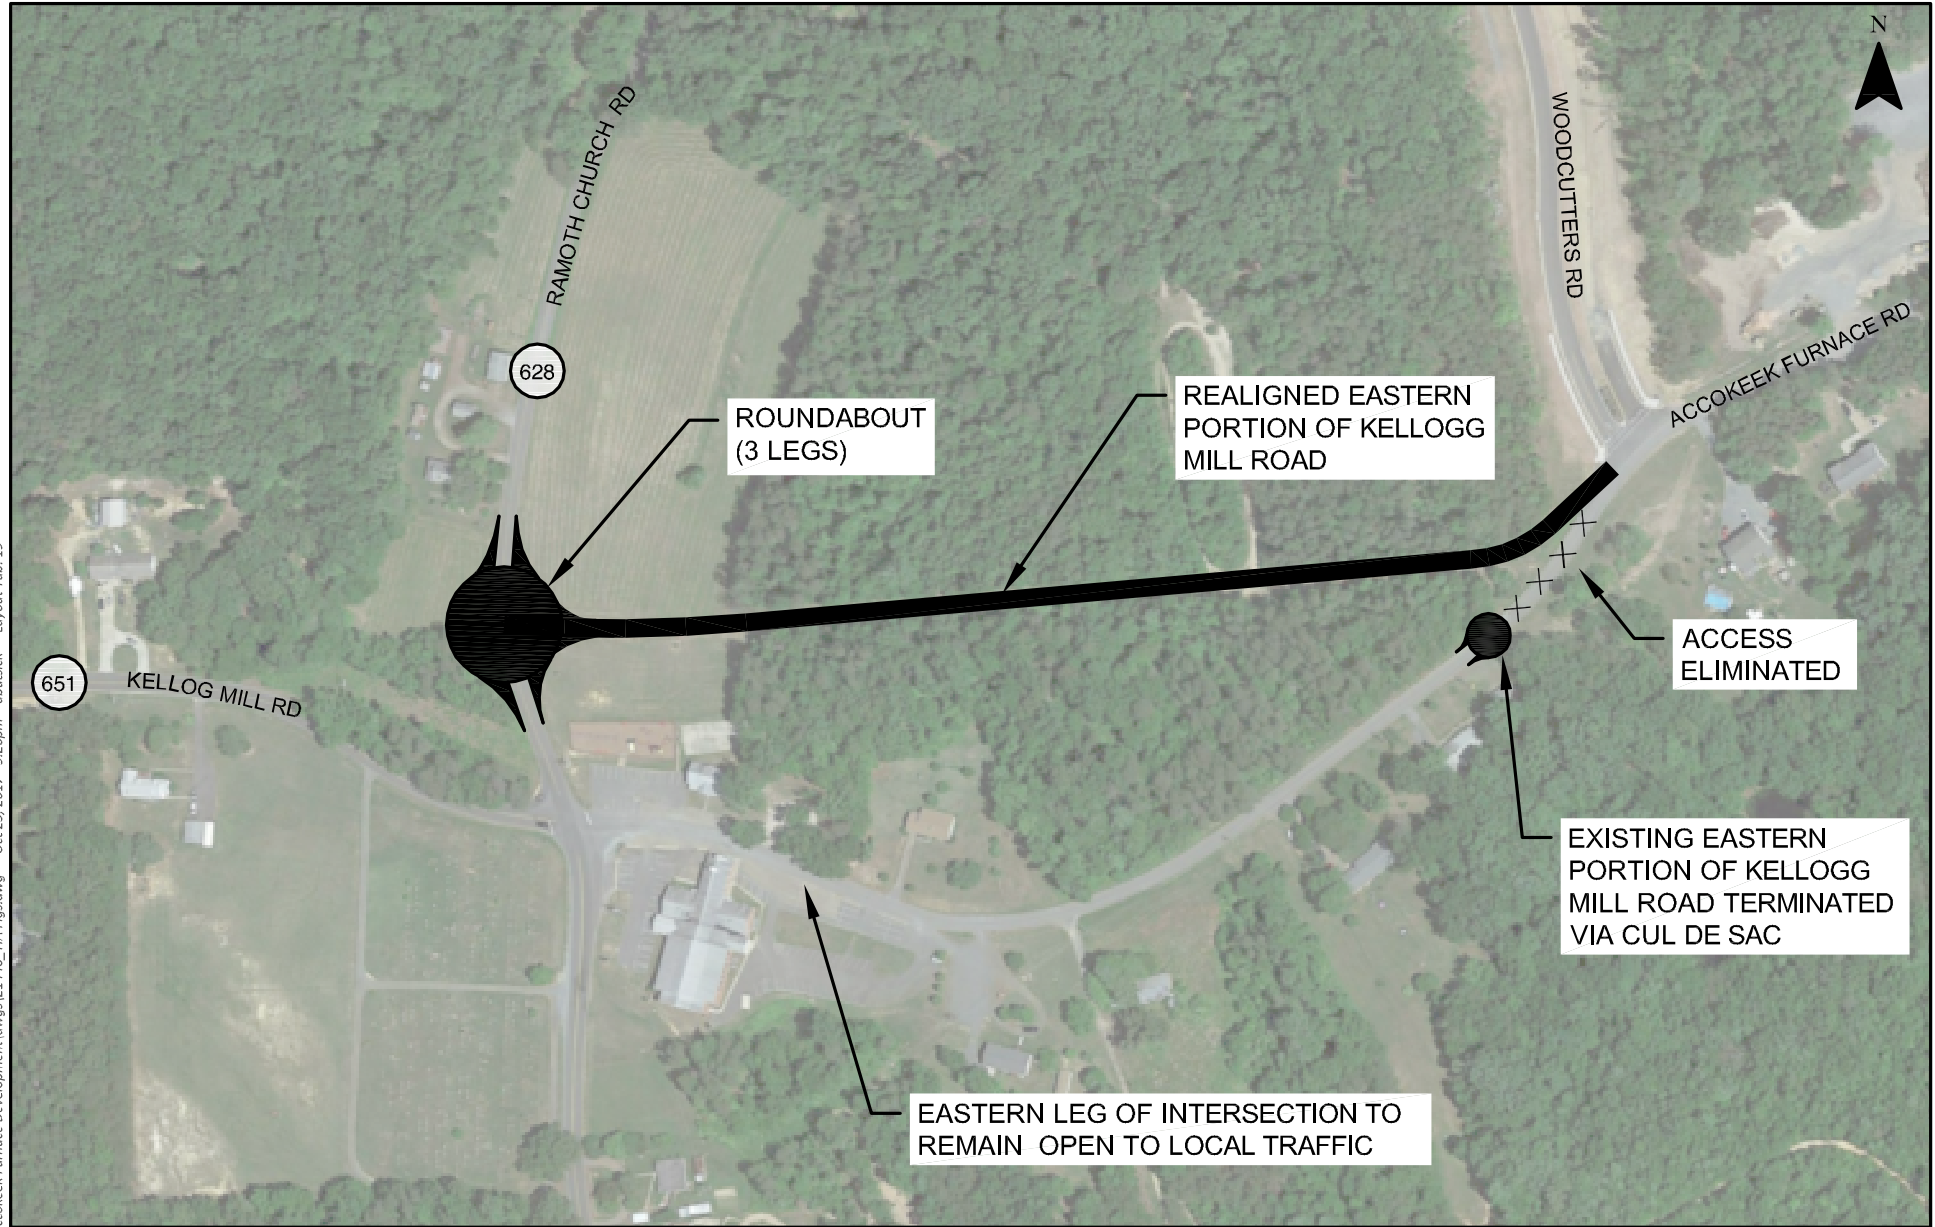 N
RAMOTH CHURCH RD
WOODCUTTERS RD
ACCOKEEK FURNACE RD
628
ROUNDABOUT
(3 LEGS)
REALIGNED EASTERN
PORTION OF KELLOGG
MILL ROAD
651
KELLOG MILL RD
ACCESS
ELIMINATED
EXISTING EASTERN
PORTION OF KELLOGG
MILL ROAD TERMINATED
VIA CUL DE SAC
EASTERN LEG OF INTERSECTION TO
REMAIN OPEN TO LOCAL TRAFFIC